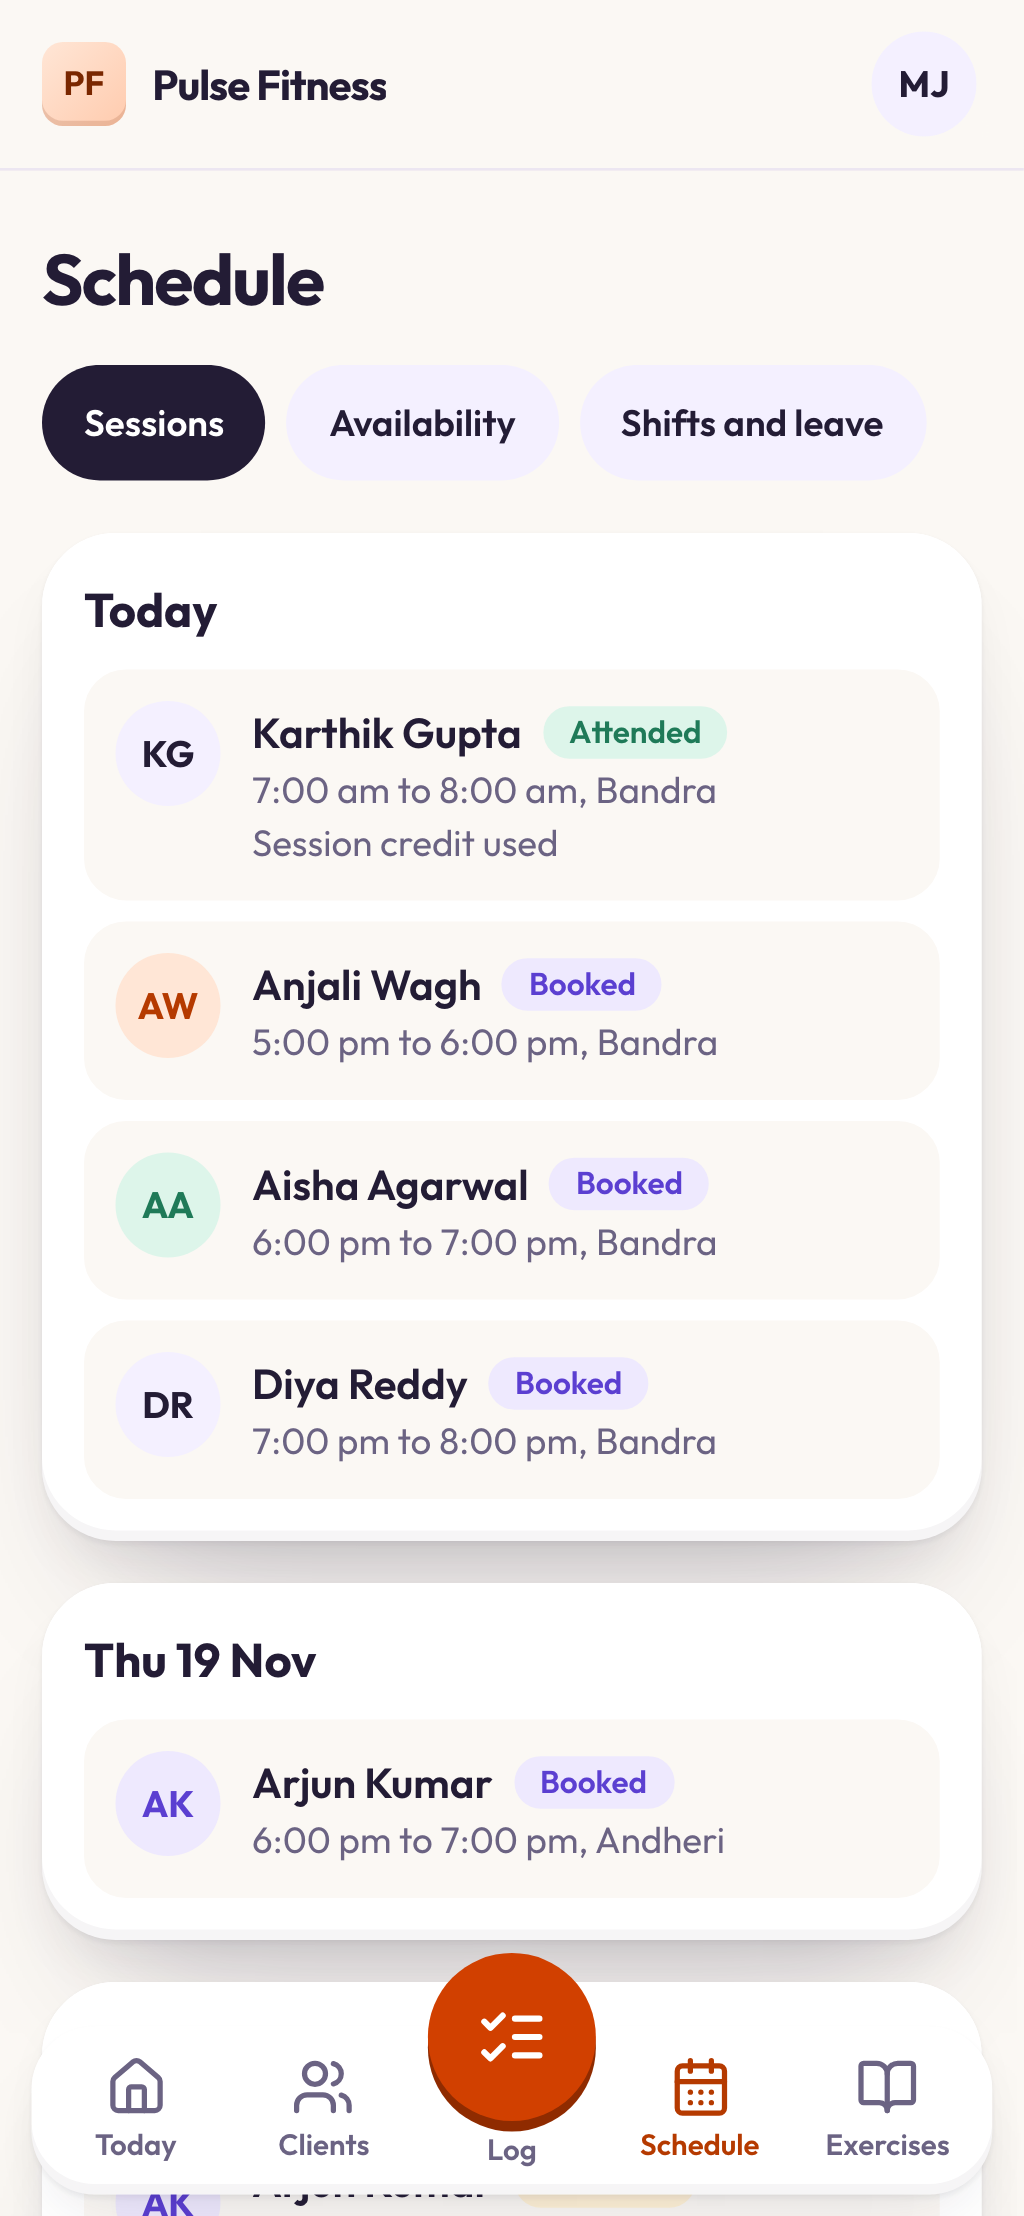 PF
Pulse Fitness
MJ
Schedule
Sessions
Availability
Shifts and leave
Today
KG
Karthik Gupta
Attended
7:00 am to 8:00 am, Bandra
Session credit used
AW
Anjali Wagh
Booked
5:00 pm to 6:00 pm, Bandra
AA
Aisha Agarwal
Booked
6:00 pm to 7:00 pm, Bandra
DR
Diya Reddy
Booked
7:00 pm to 8:00 pm, Bandra
Thu 19 Nov
AK
Arjun Kumar
Booked
6:00 pm to 7:00 pm, Andheri
Today
Clients
Log
Schedule
Exercises
AK
Arjun Kumar